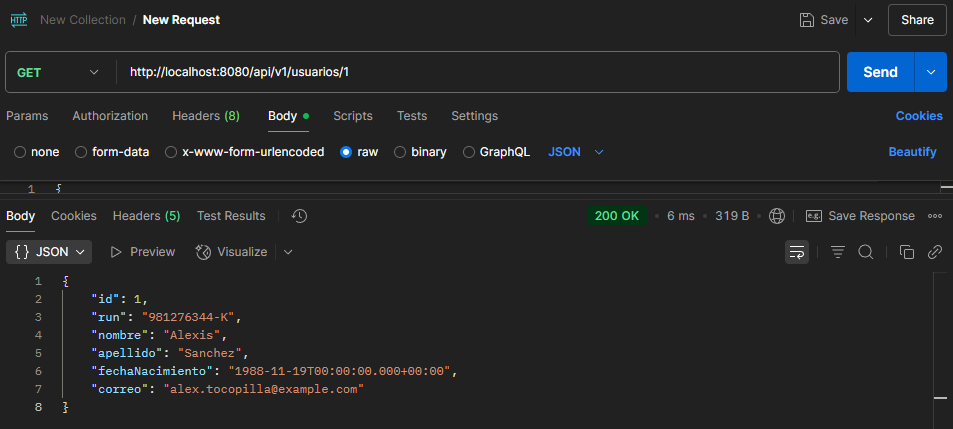 HTTP New Collection / New Request Save Share
GET http://localhost:8080/api/v1/usuarios/1 Send
Params Authorization Headers (8) Body Scripts Tests Settings Cookies
none form-data x-www-form-urlencoded raw binary GraphQL JSON Beautify
1 {
Body Cookies Headers (5) Test Results 200 OK • 6 ms • 319 B e.g. Save Response
{} JSON Preview Visualize
1 {
2 "id": 1,
3 "run": "981276344-K",
4 "nombre": "Alexis",
5 "apellido": "Sanchez",
6 "fechaNacimiento": "1988-11-19T00:00:00.000+00:00",
7 "correo": "alex.tocopilla@example.com"
8 }